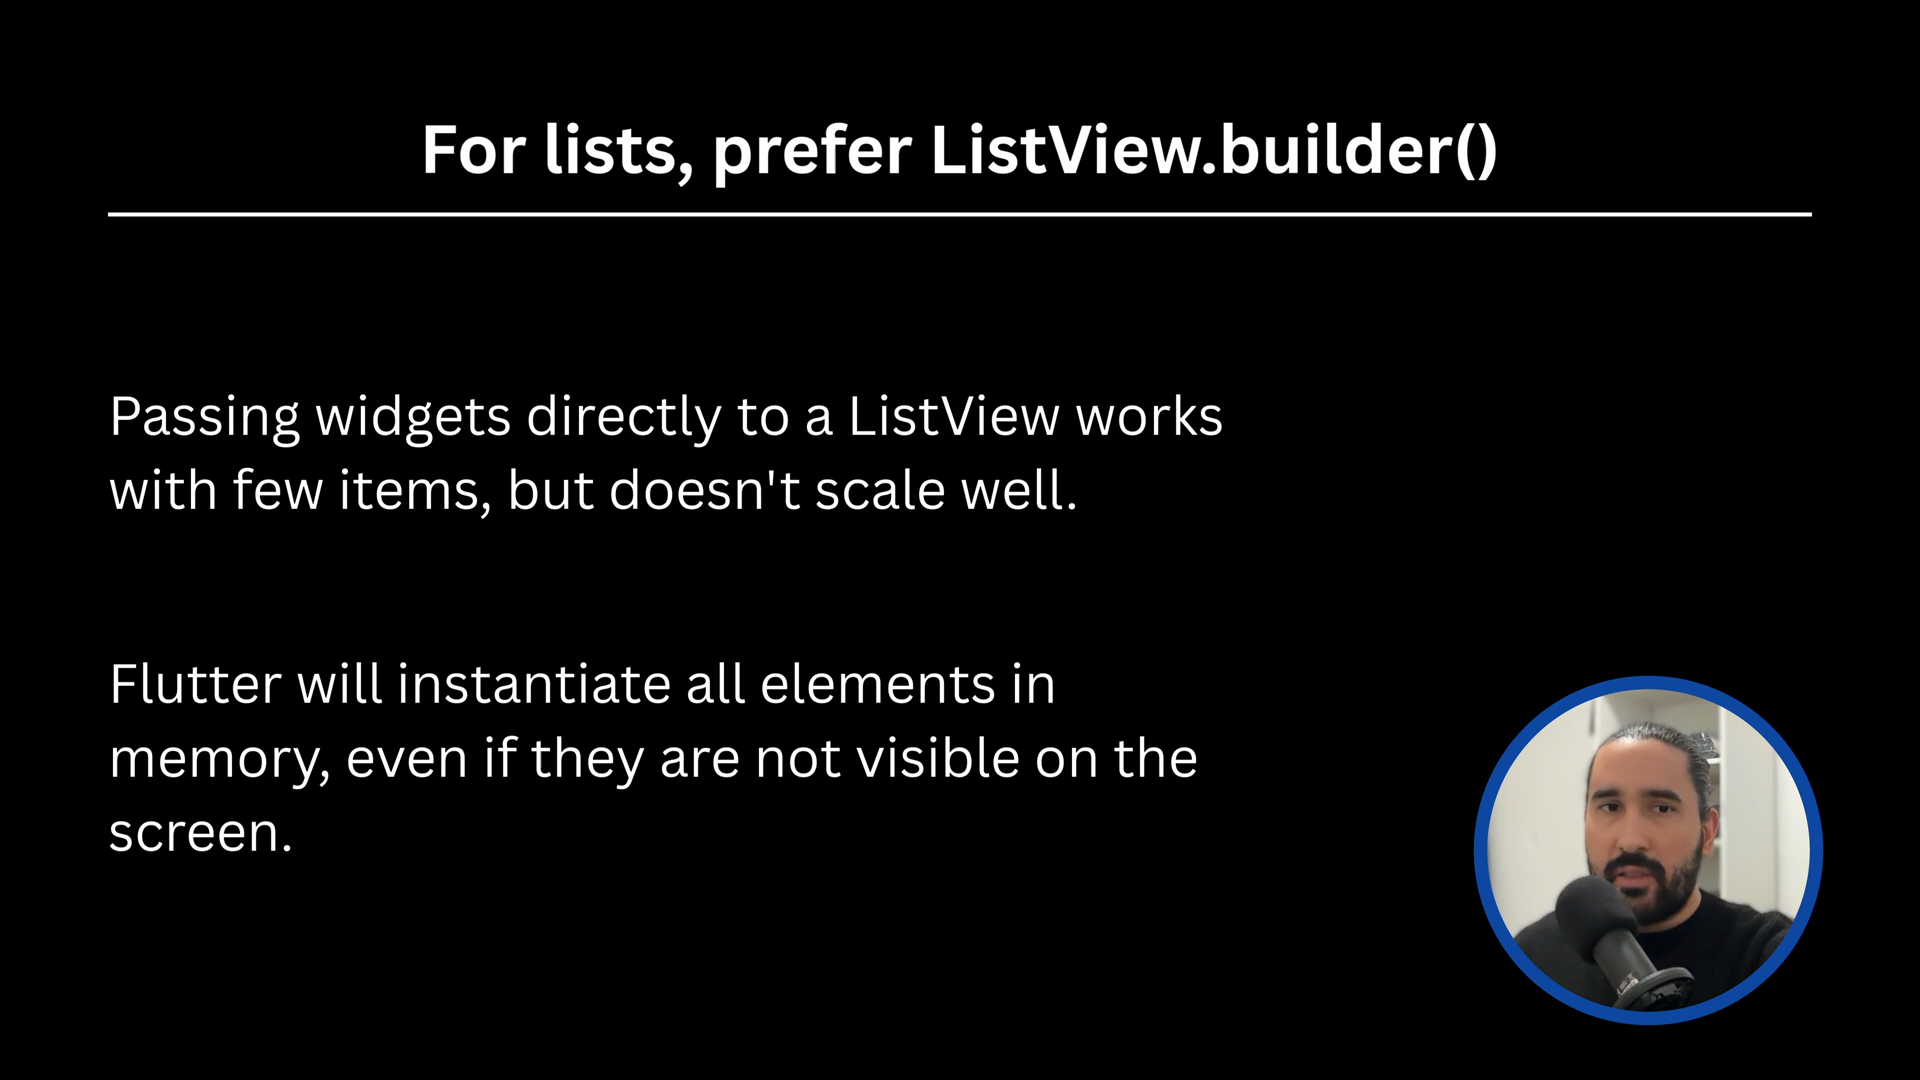 For lists, prefer ListView.builder()
Passing widgets directly to a ListView works
with few items, but doesn't scale well.
Flutter will instantiate all elements in
memory, even if they are not visible on the
screen.